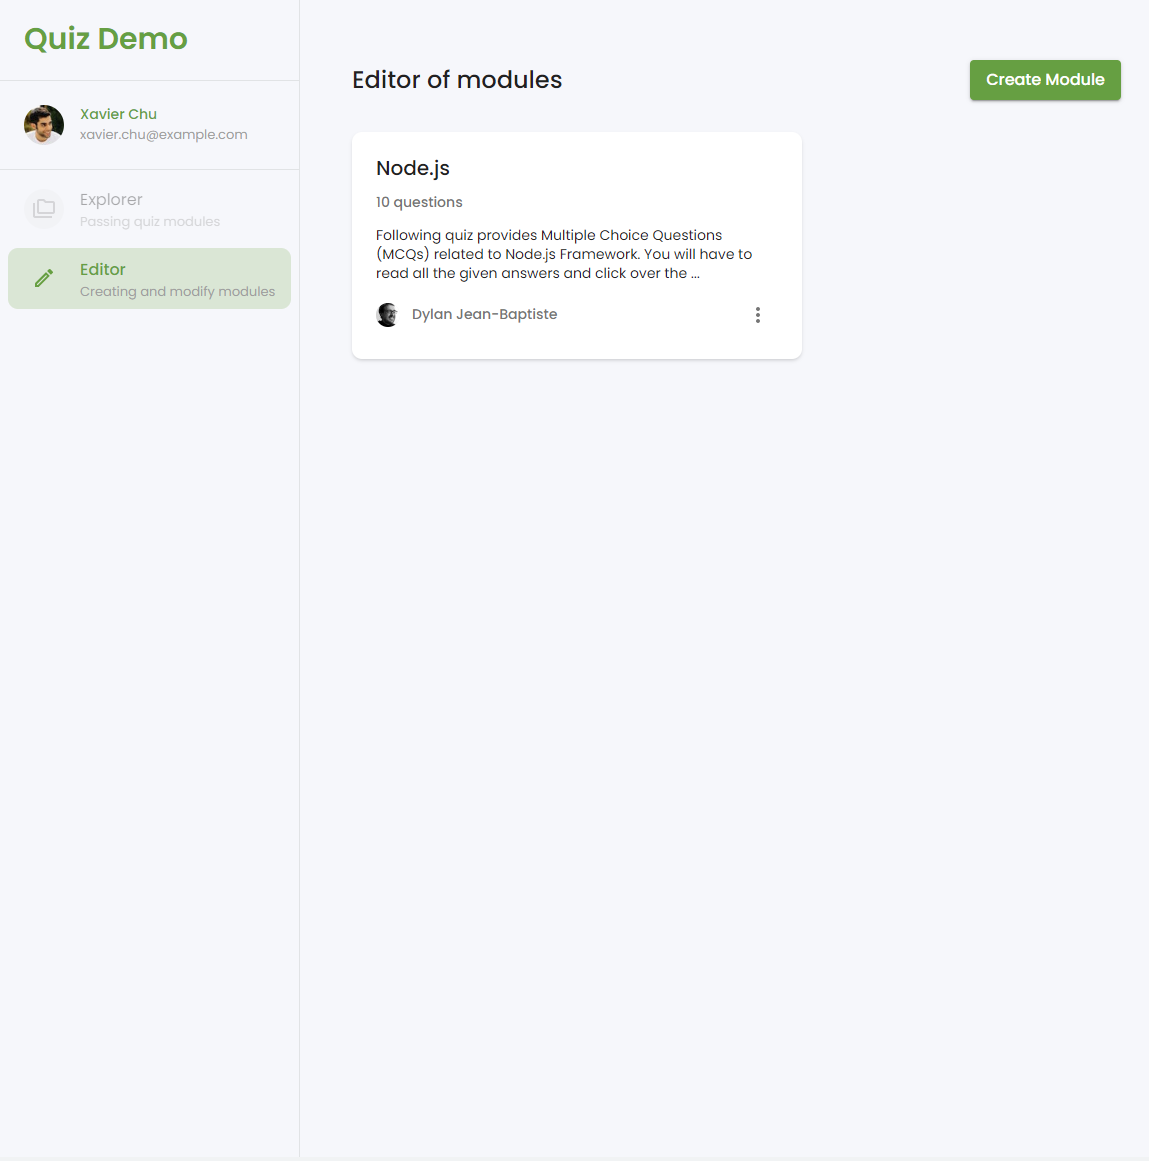 Quiz Demo
Xavier Chu
xavier.chu@example.com
Explorer
Passing quiz modules
Editor
Creating and modify modules
Editor of modules
Create Module
Node.js
10 questions
Following quiz provides Multiple Choice Questions
(MCQs) related to Node.js Framework. You will have to
read all the given answers and click over the ...
Dylan Jean-Baptiste